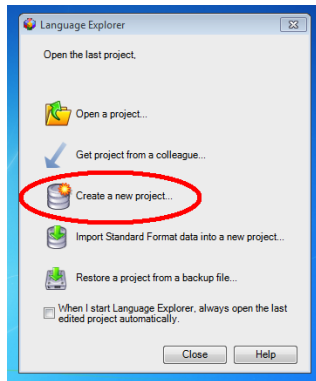 Language Explorer
Open the last project,
Open a project...
Get project from a colleague...
Create a new project...
Import Standard Format data into a new project...
Restore a project from a backup file...
When I start Language Explorer, always open the last
edited project automatically.
Close Help